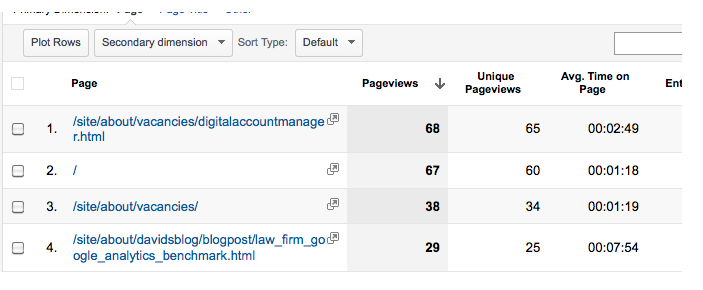 Primary Dimension: Page Page Title Other
Plot Rows Secondary dimension Sort Type: Default
Page Pageviews Unique Pageviews Avg. Time on Page Ent
1. /site/about/vacancies/digitalaccountmanage 68 65 00:02:49
r.html
2. / 67 60 00:01:18
3. /site/about/vacancies/ 38 34 00:01:19
4. /site/about/davidsblog/blogpost/law_firm_go 29 25 00:07:54
ogle_analytics_benchmark.html